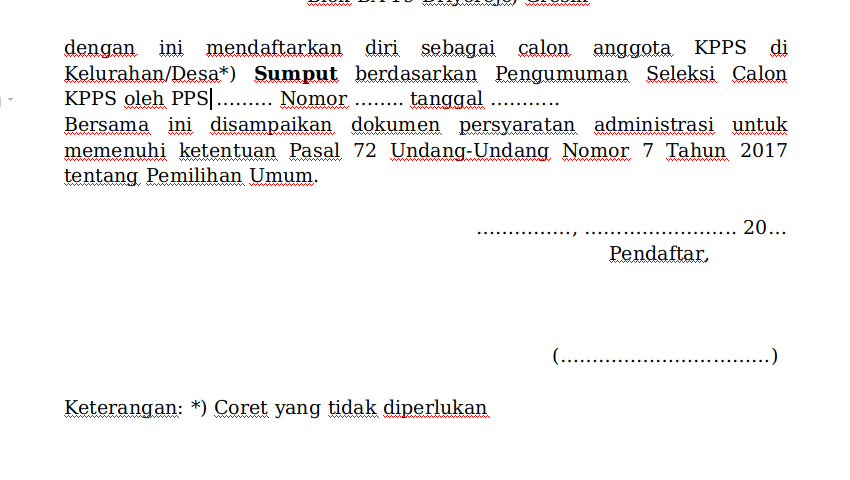 dengan ini mendaftarkan diri sebagai calon anggota KPPS di
Kelurahan/Desa*) Sumput berdasarkan Pengumuman Seleksi Calon
KPPS oleh PPS ......... Nomor ........ tanggal ...........
Bersama ini disampaikan dokumen persyaratan administrasi untuk
memenuhi ketentuan Pasal 72 Undang-Undang Nomor 7 Tahun 2017
tentang Pemilihan Umum.
..............., ........................ 20...
Pendaftar,
(..................................)
Keterangan: *) Coret yang tidak diperlukan